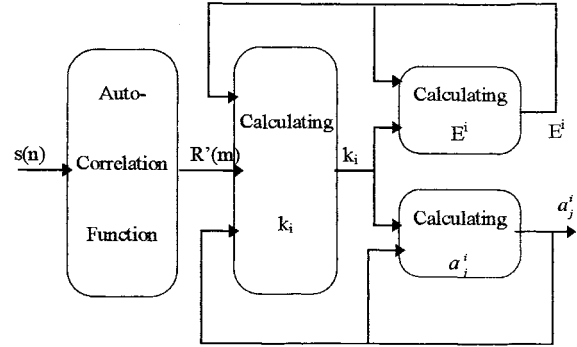 s(n)
Auto-
Correlation
Function
R'(m)
Calculating
k_i
k_i
Calculating
E^i
E^i
Calculating
a_j^i
a_j^i